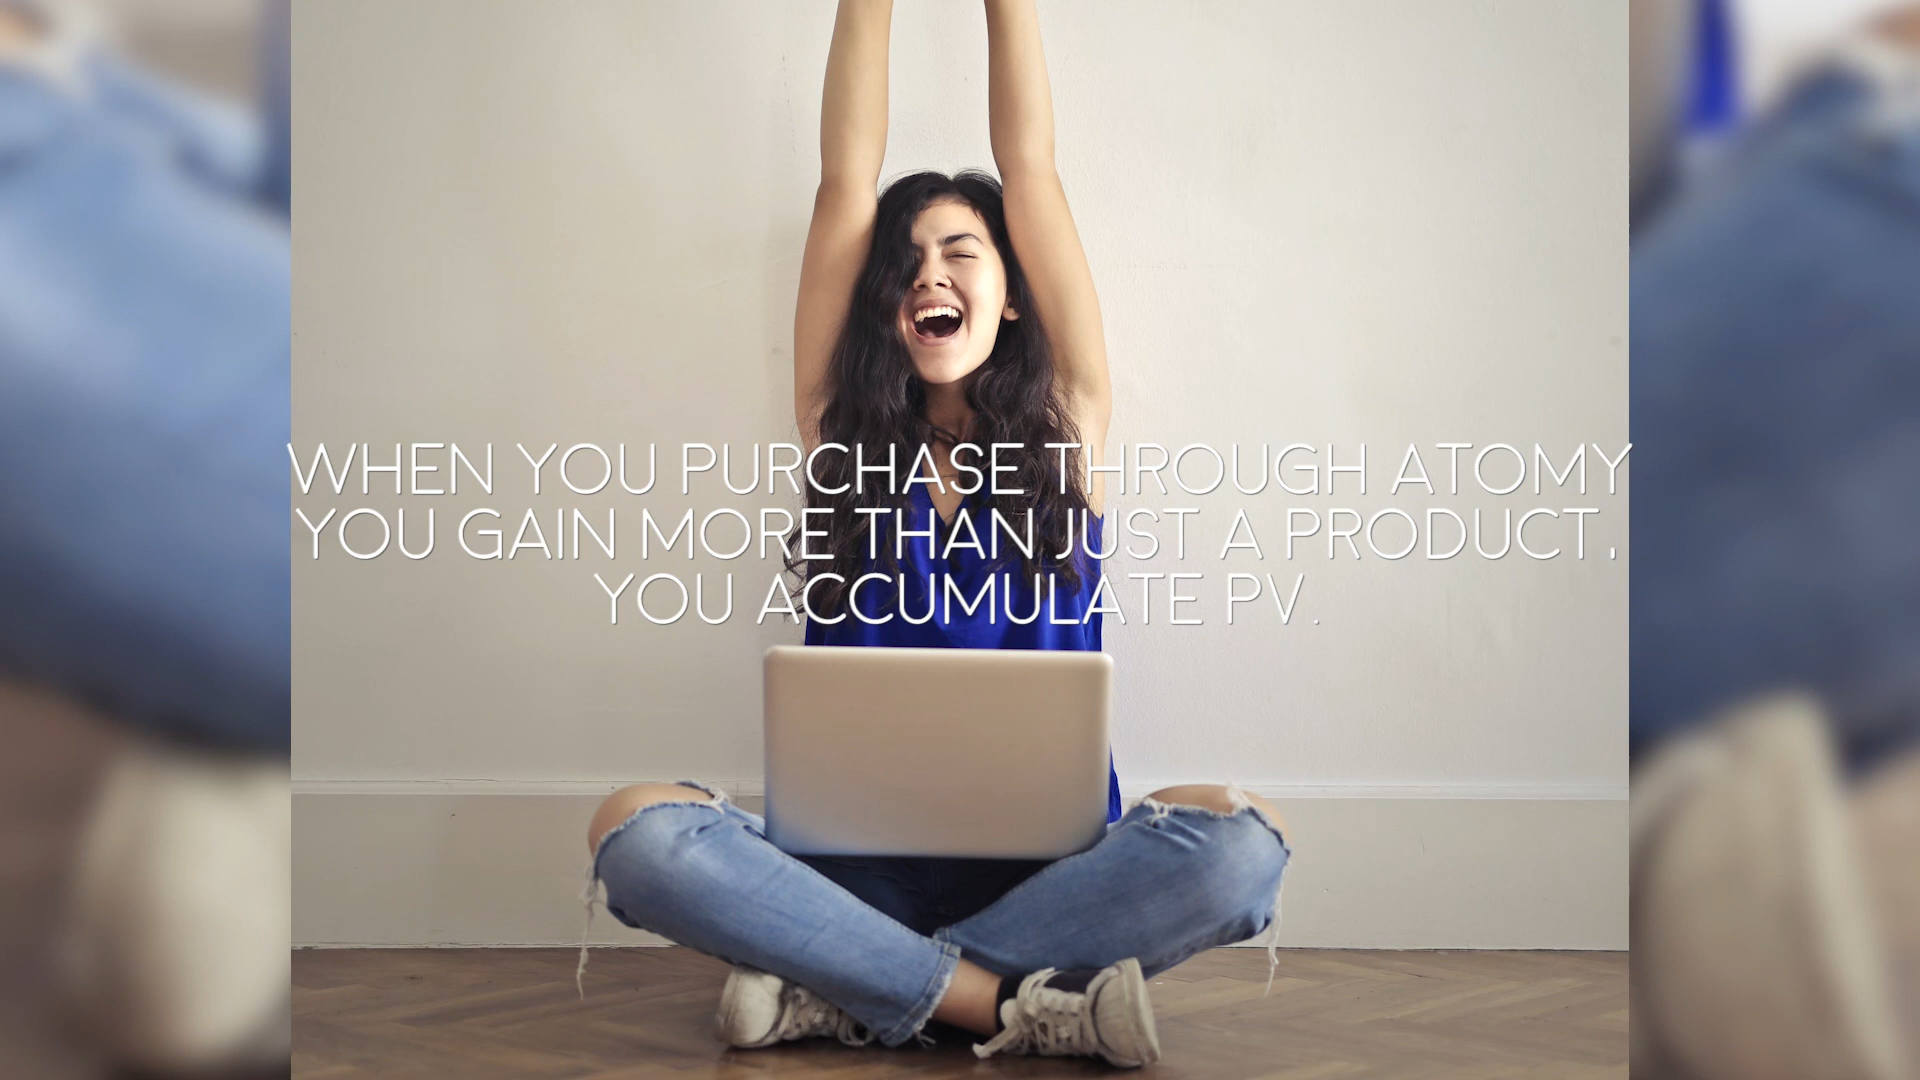 WHEN YOU PURCHASE THROUGH ATOMY
YOU GAIN MORE THAN JUST A PRODUCT,
YOU ACCUMULATE PV.